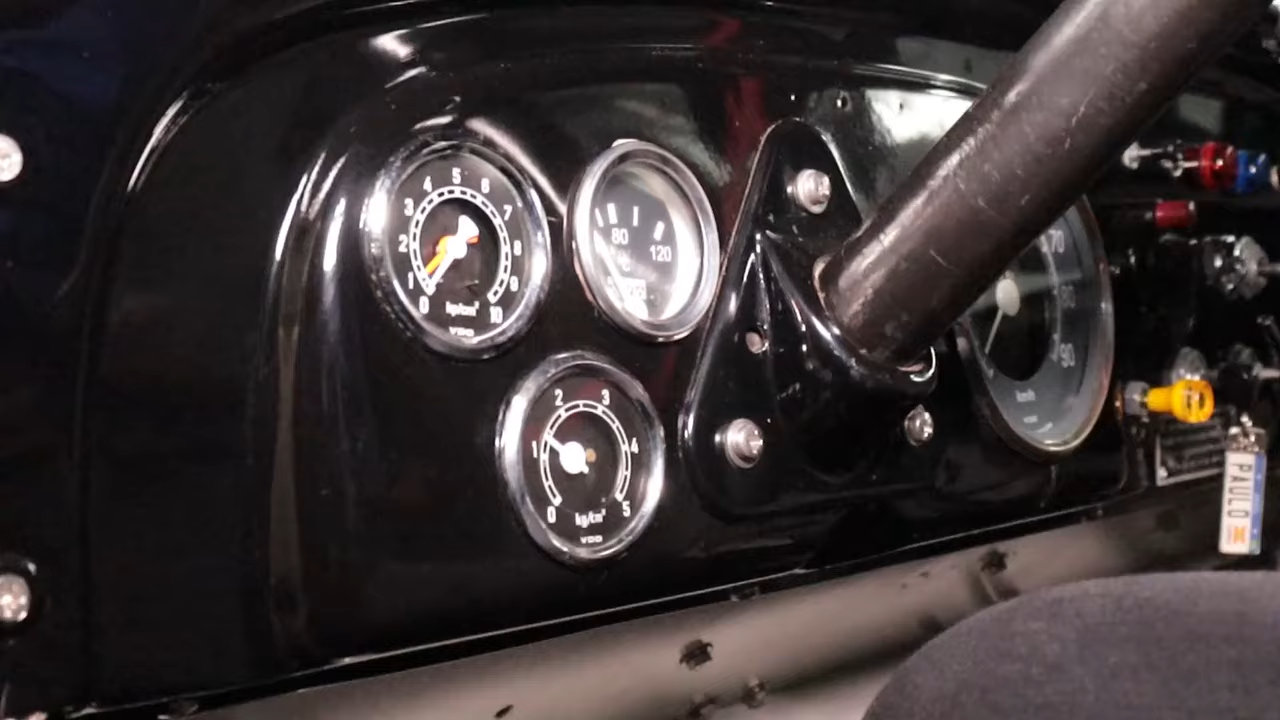 0 1 2 3 4 5 6 7 8 9 10
kp/cm²
VDO
80 120
°C
0 1 2 3 4 5
kg/cm²
VDO
70
80
90
km/h
PAULO